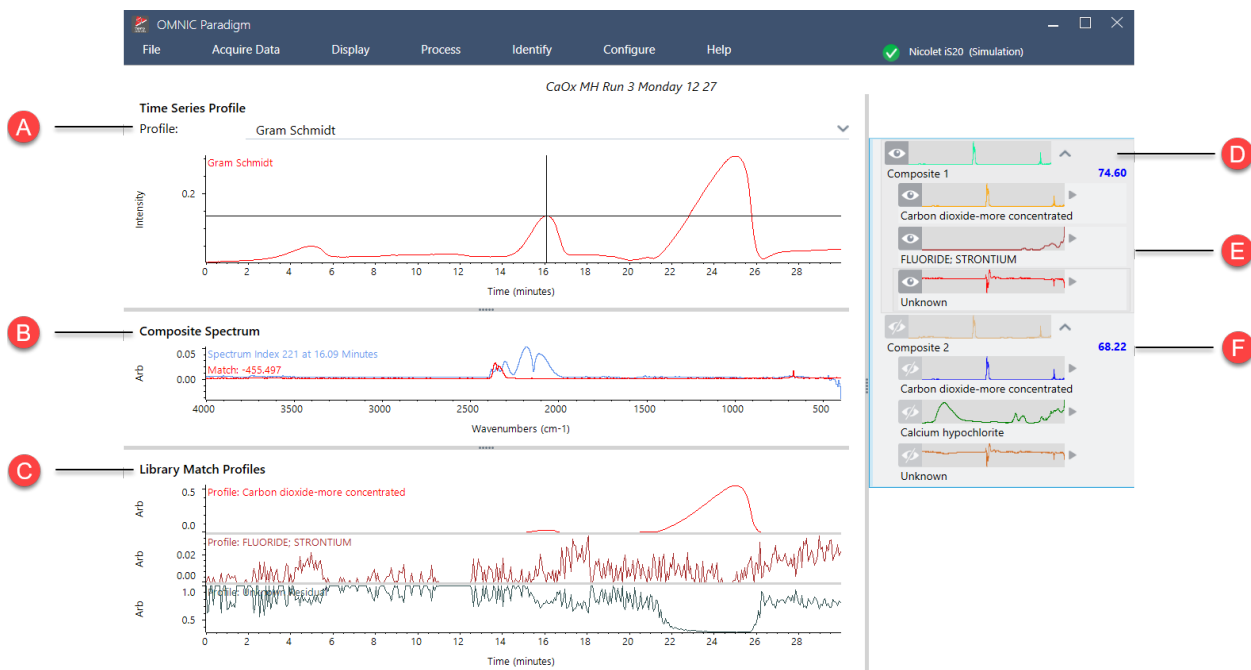 OMNIC Paradigm
File Acquire Data Display Process Identify Configure Help Nicolet iS20 (Simulation)
CaOx MH Run 3 Monday 12 27
Time Series Profile
A Profile: Gram Schmidt
Gram Schmidt
Intensity
0.2
0 2 4 6 8 10 12 14 16 18 20 22 24 26 28
Time (minutes)
B Composite Spectrum
Spectrum Index 221 at 16.09 Minutes
Match: -455.497
Arb
0.05
0.00
4000 3500 3000 2500 2000 1500 1000 500
Wavenumbers (cm-1)
C Library Match Profiles
Profile: Carbon dioxide-more concentrated
Arb
0.5
0.0
Profile: FLUORIDE; STRONTIUM
Arb
0.02
0.00
Profile: Unknown Residual
Arb
1.0
0.5
0 2 4 6 8 10 12 14 16 18 20 22 24 26 28
Time (minutes)
D
Composite 1 74.60
Carbon dioxide-more concentrated
E
FLUORIDE; STRONTIUM
Unknown
Composite 2 68.22
F
Carbon dioxide-more concentrated
Calcium hypochlorite
Unknown